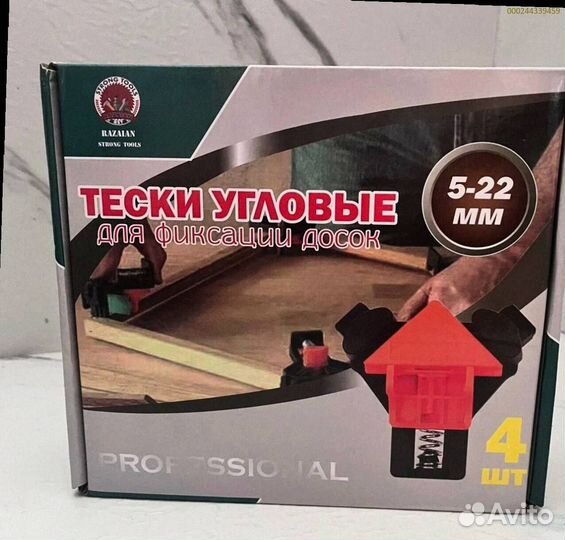 000244339459
STRONG TOOLS
RAZAIAN
STRONG TOOLS
ТЕСКИ УГЛОВЫЕ
для фиксации досок
5-22
мм
PROFESSIONAL
4
шт
Avito